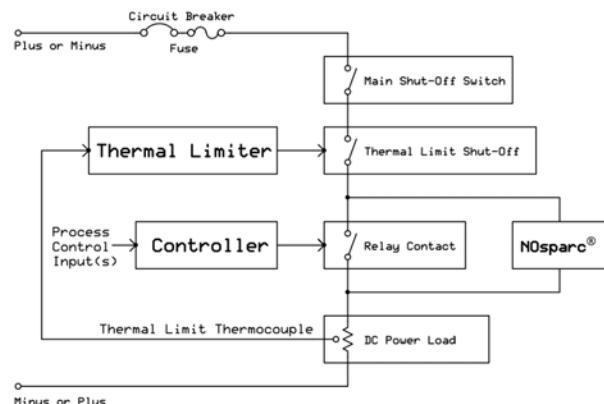 Circuit Breaker
Plus or Minus
Fuse
Main Shut-Off Switch
Thermal Limiter
Thermal Limit Shut-Off
Process
Control
Input(s)
Controller
Relay Contact
NOsparc®
Thermal Limit Thermocouple
DC Power Load
Minus or Plus